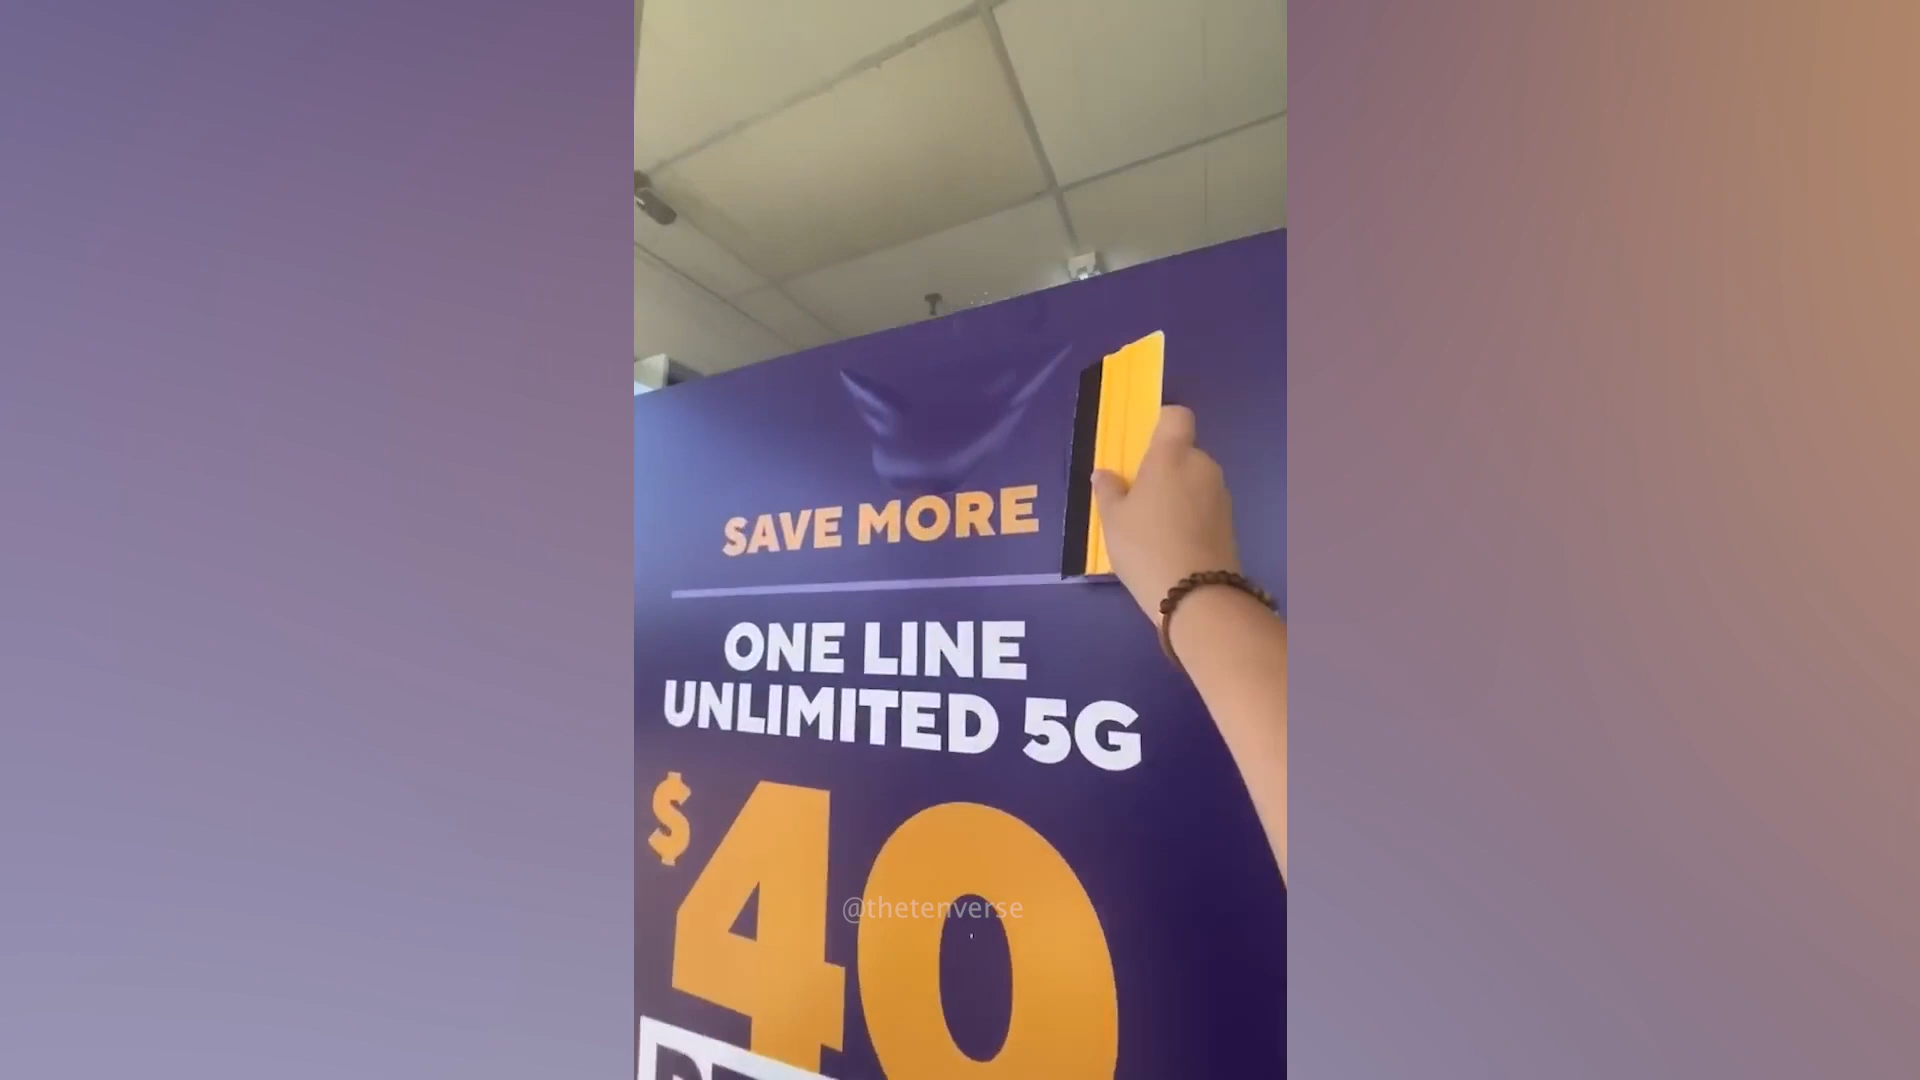 SAVE MORE
ONE LINE
UNLIMITED 5G
$40
@thetenverse